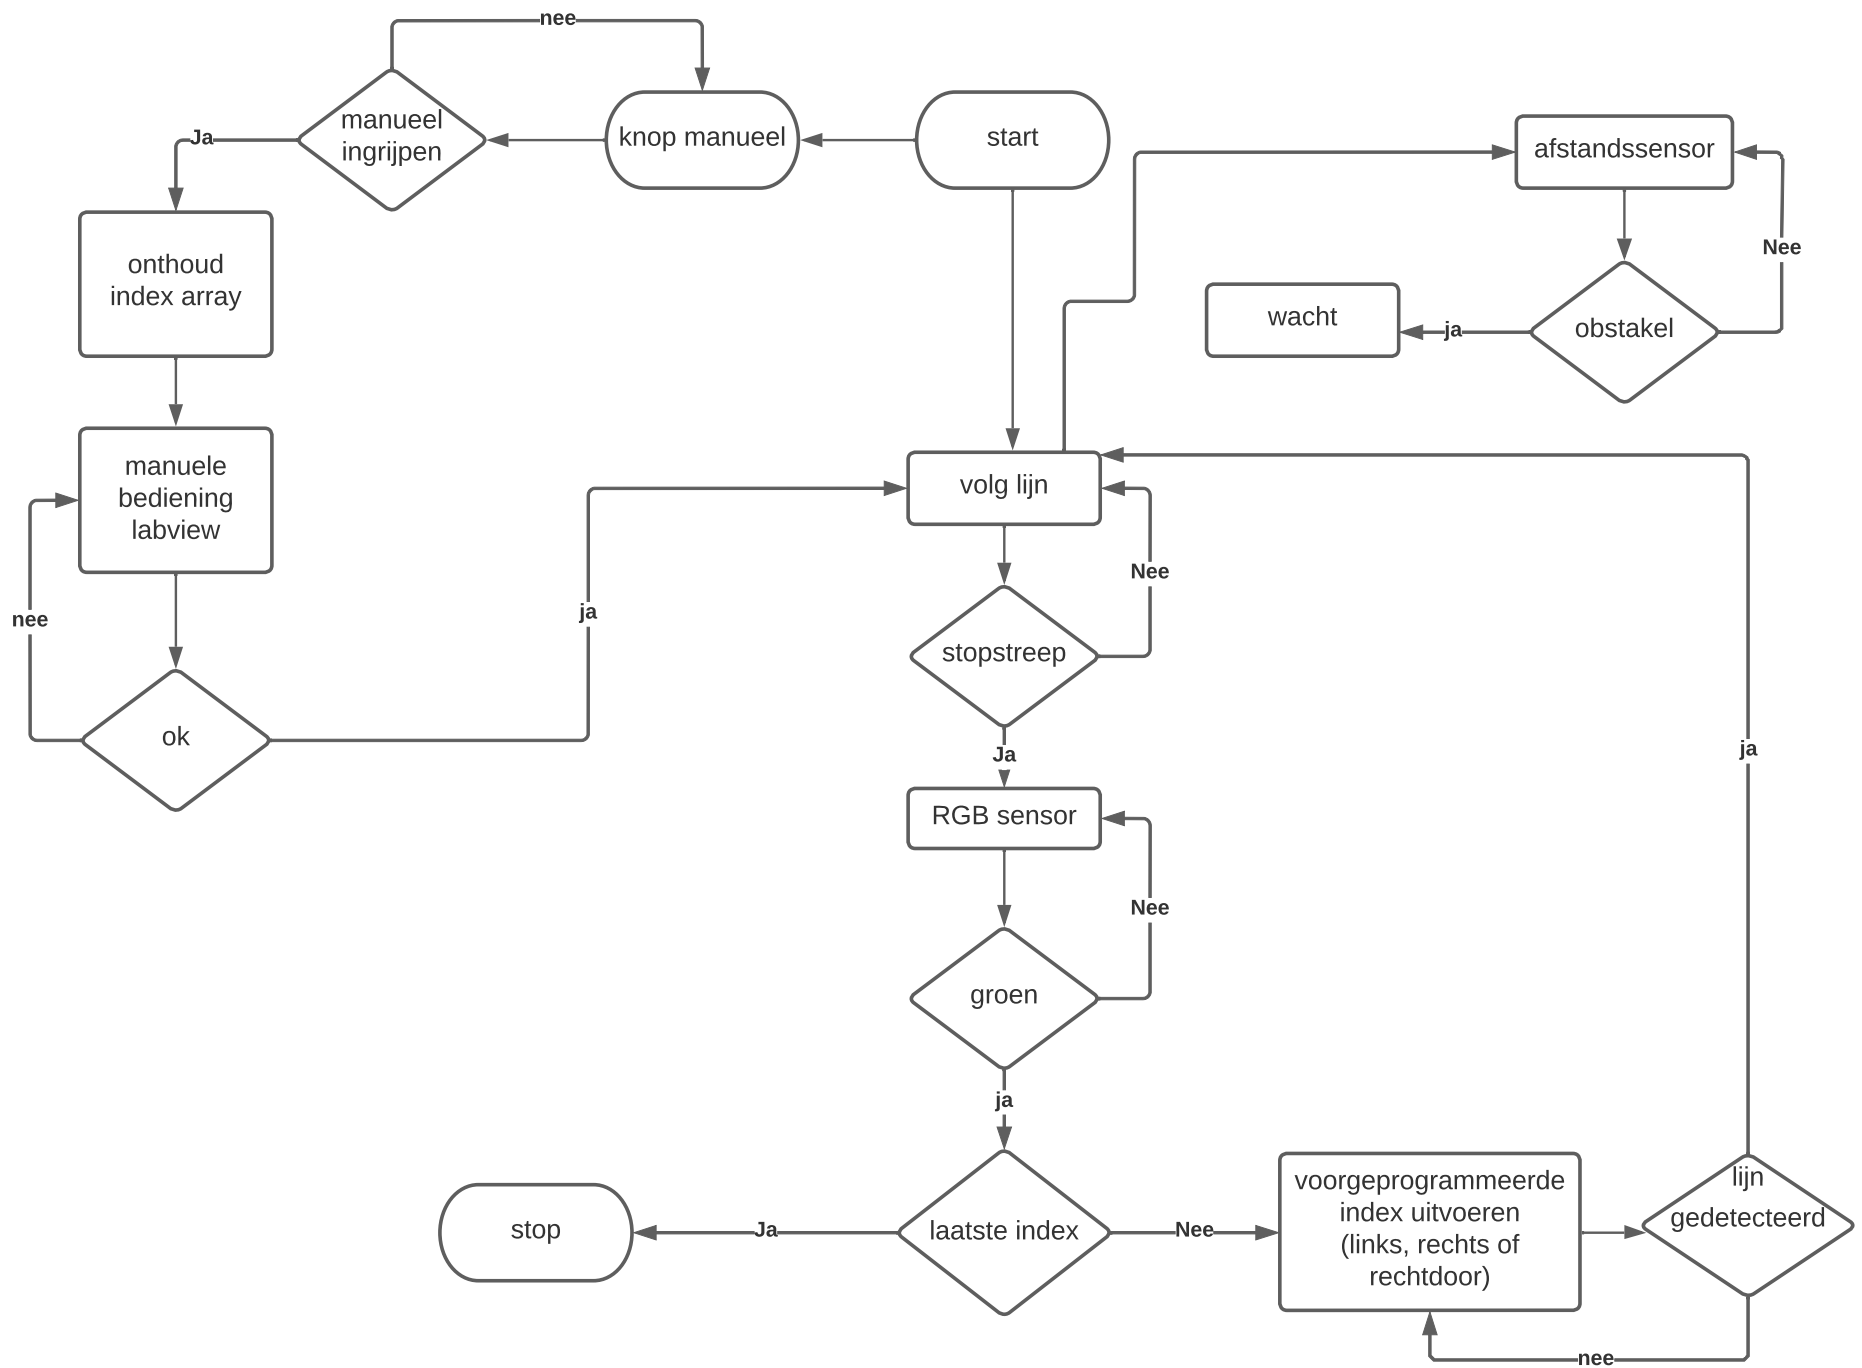 nee
manueel
ingrijpen
knop manueel
start
afstandssensor
Ja
onthoud
index array
Nee
wacht
ja
obstakel
manuele
bediening
labview
volg lijn
nee
ja
Nee
stopstreep
ok
Ja
ja
RGB sensor
Nee
groen
ja
lijn
gedetecteerd
voorgeprogrammeerde
index uitvoeren
(links, rechts of
rechtdoor)
stop
Ja
laatste index
Nee
nee